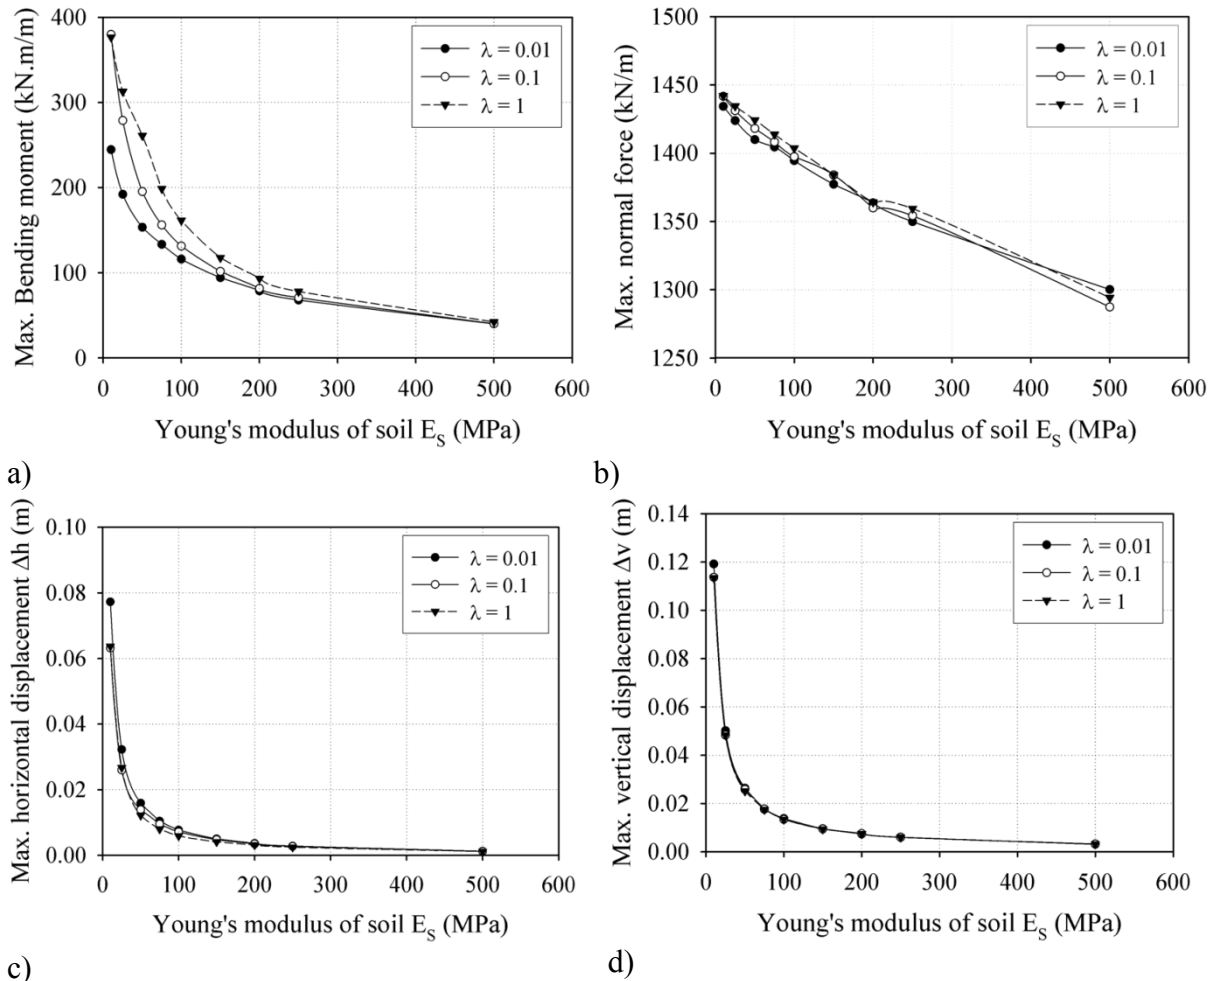 Max. Bending moment (kN.m/m)
400
300
200
100
0
λ = 0.01
λ = 0.1
λ = 1
0 100 200 300 400 500 600
Young's modulus of soil E_S (MPa)
a)
Max. normal force (kN/m)
1500
1450
1400
1350
1300
1250
λ = 0.01
λ = 0.1
λ = 1
0 100 200 300 400 500 600
Young's modulus of soil E_S (MPa)
b)
Max. horizontal displacement Δh (m)
0.10
0.08
0.06
0.04
0.02
0.00
λ = 0.01
λ = 0.1
λ = 1
0 100 200 300 400 500 600
Young's modulus of soil E_S (MPa)
c)
Max. vertical displacement Δv (m)
0.14
0.12
0.10
0.08
0.06
0.04
0.02
0.00
λ = 0.01
λ = 0.1
λ = 1
0 100 200 300 400 500 600
Young's modulus of soil E_S (MPa)
d)